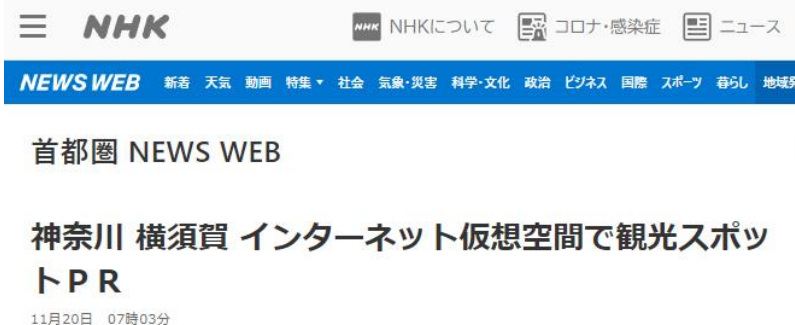 NHK
NHK NHKについて コロナ・感染症 ニュース
NEWS WEB 新着 天気 動画 特集 社会 気象・災害 科学・文化 政治 ビジネス 国際 スポーツ 暮らし 地域
首都圏 NEWS WEB
神奈川 横須賀 インターネット仮想空間で観光スポッ
トＰＲ
11月20日 07時03分